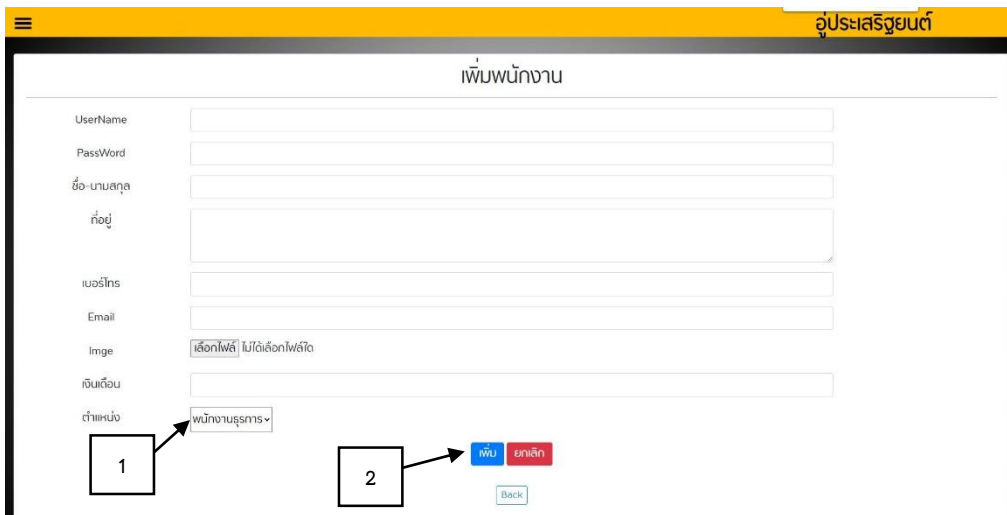 อู่ประเสริฐยนต์
เพิ่มพนักงาน
UserName
PassWord
ชื่อ-นามสกุล
ที่อยู่
เบอร์โทร
Email
Imge เลือกไฟล์ ไม่ได้เลือกไฟล์ใด
เงินเดือน
ตำแหน่ง พนักงานธุรการ
1
เพิ่ม ยกเลิก
2
Back